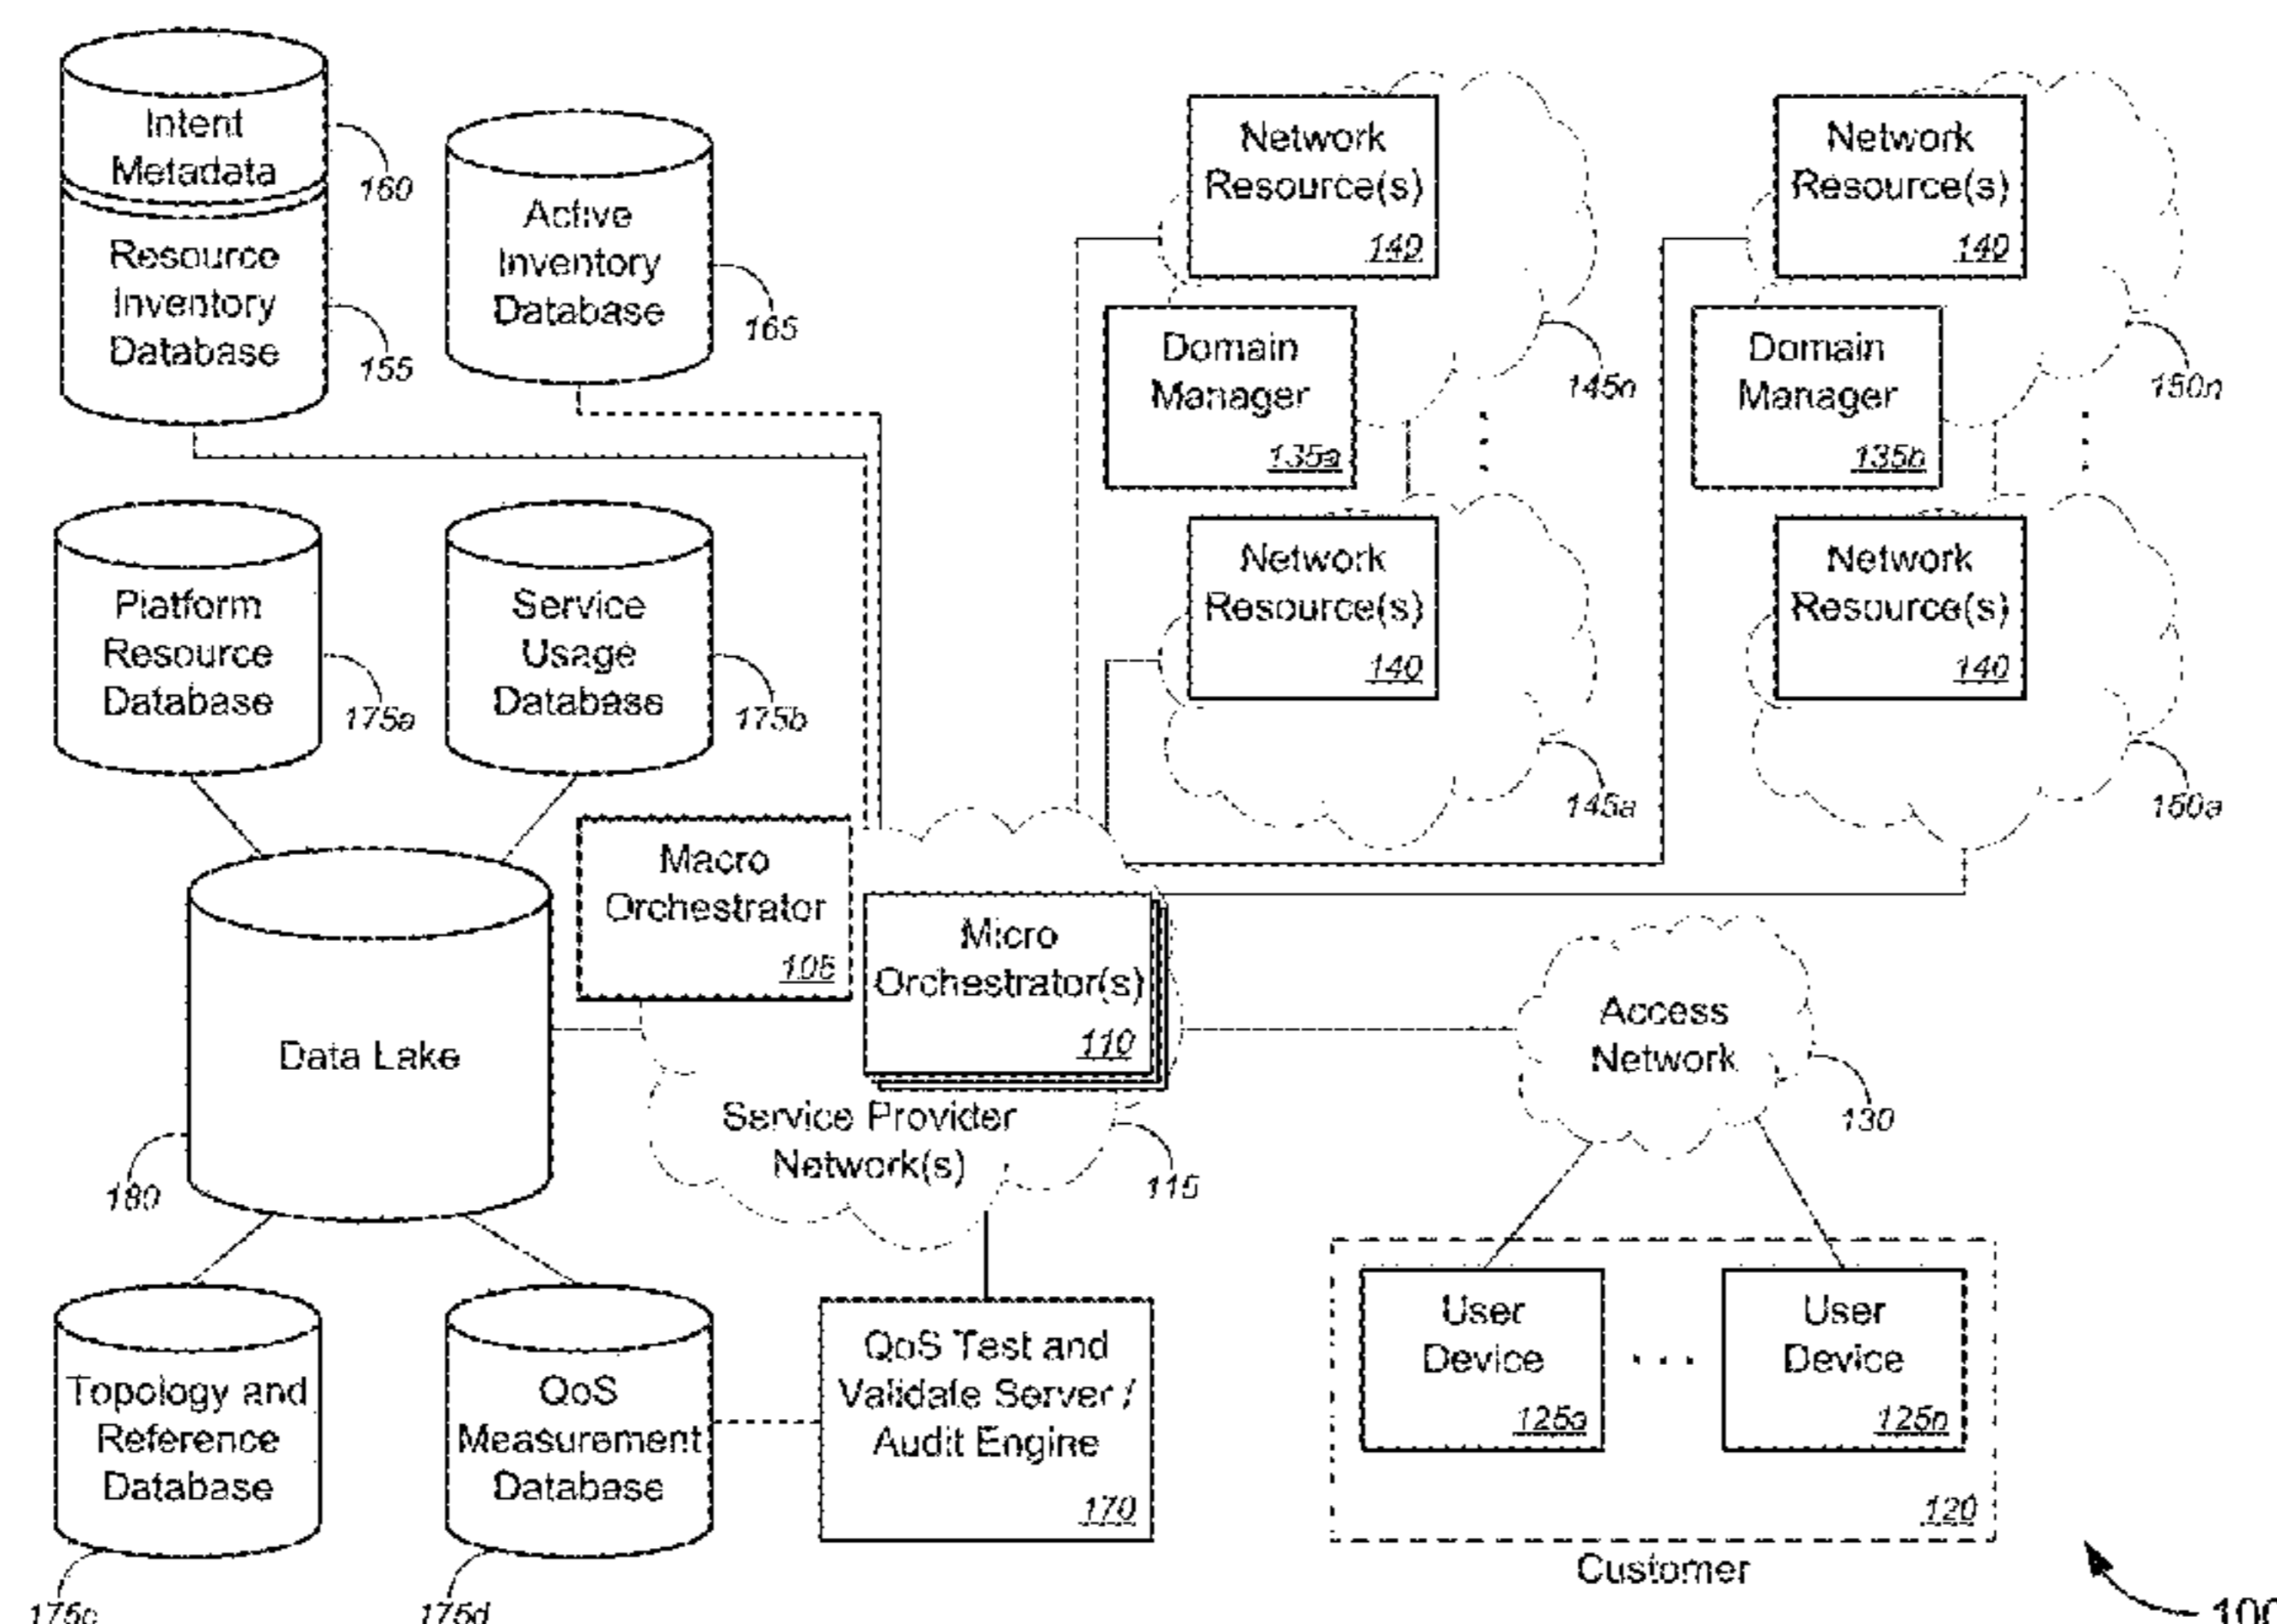 Intent
Metadata
160
Resource
Inventory
Database
155
Active
Inventory
Database
165
Network
Resource(s)
140
Domain
Manager
135a
145n
Network
Resource(s)
140
145a
Network
Resource(s)
140
Domain
Manager
135b
150n
Network
Resource(s)
140
150a
Platform
Resource
Database
175a
Service
Usage
Database
175b
Macro
Orchestrator
105
Micro
Orchestrator(s)
110
Data Lake
180
Service Provider
Network(s)
115
Access
Network
130
Topology and
Reference
Database
175c
QoS
Measurement
Database
175d
QoS Test and
Validate Server /
Audit Engine
170
User
Device
125a
. . .
User
Device
125n
120
Customer
100